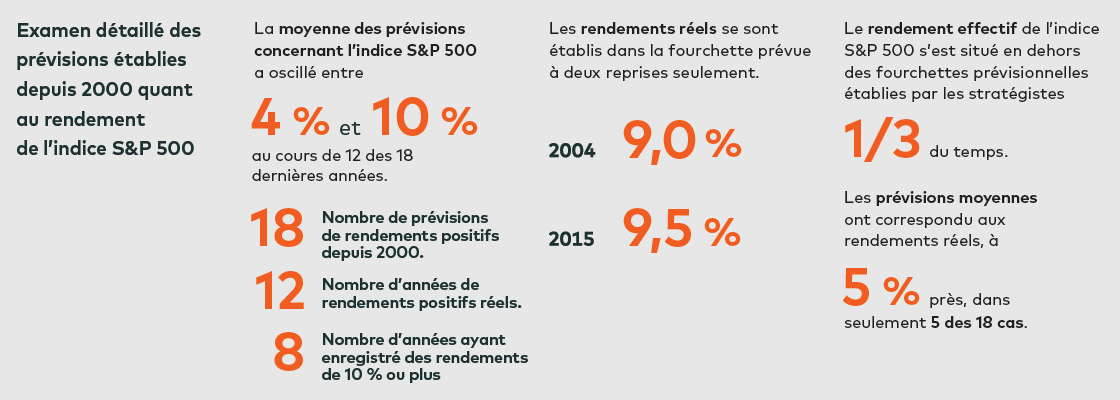 Examen détaillé des
prévisions établies
depuis 2000 quant
au rendement
de l’indice S&P 500
La moyenne des prévisions
concernant l’indice S&P 500
a oscillé entre
4 % et 10 %
au cours de 12 des 18
dernières années.
18 Nombre de prévisions
de rendements positifs
depuis 2000.
12 Nombre d’années de
rendements positifs réels.
8 Nombre d’années ayant
enregistré des rendements
de 10 % ou plus
Les rendements réels se sont
établis dans la fourchette prévue
à deux reprises seulement.
2004 9,0 %
2015 9,5 %
Le rendement effectif de l’indice
S&P 500 s’est situé en dehors
des fourchettes prévisionnelles
établies par les stratégistes
1/3 du temps.
Les prévisions moyennes
ont correspondu aux
rendements réels, à
5 % près, dans
seulement 5 des 18 cas.